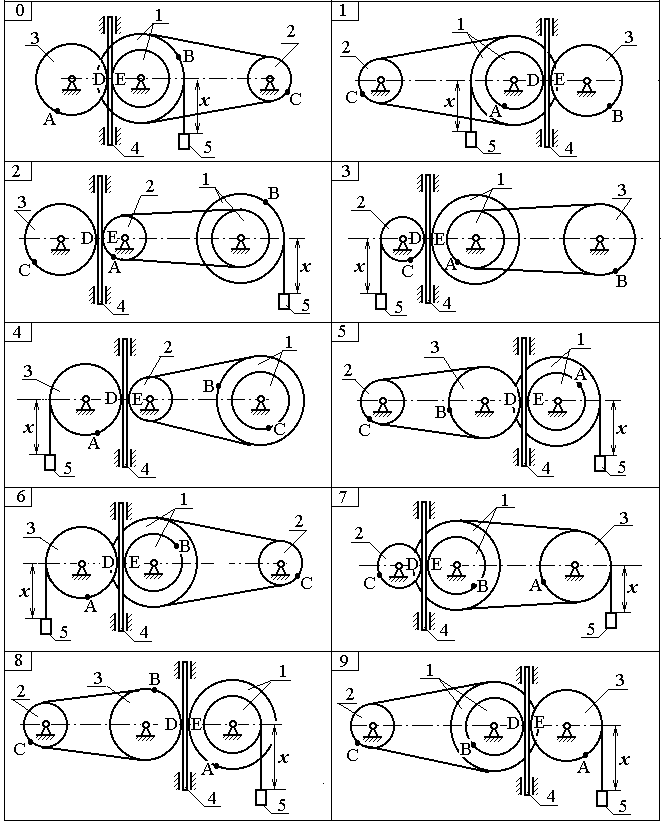 0
3 1 2
B
D E
C
A x
4 5
1
1 3
2
D E
C x A B
5 4
2
3 2 1 B
D E
C A x
4 5
3
2 1 3
D E
x C A B
5 4
4
3 2 1
B
D E
x A C
5 4
5
2 3 1
A
D E
B
C x
4 5
6
3 1 2
B
D E
C
x A
5 4
7
2 1 3
D E
C B A x
4 5
8
2 3 B 1
D E
C A x
4 5
9
2 1 3
D E
C B A x
4 5